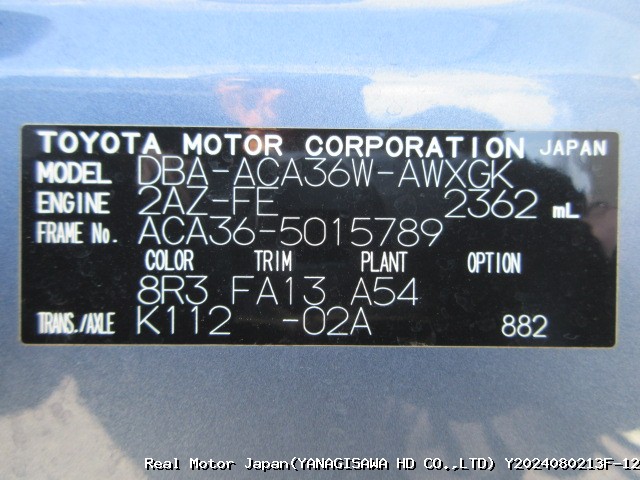 TOYOTA MOTOR CORPORATION JAPAN
MODEL DBA-ACA36W-AWXGK
ENGINE 2AZ-FE 2362 mL
FRAME No. ACA36-5015789
COLOR TRIM PLANT OPTION
8R3 FA13 A54
TRANS./AXLE K112 -02A 882
Real Motor Japan(YANAGISAWA HD CO.,LTD) Y2024080213F-12